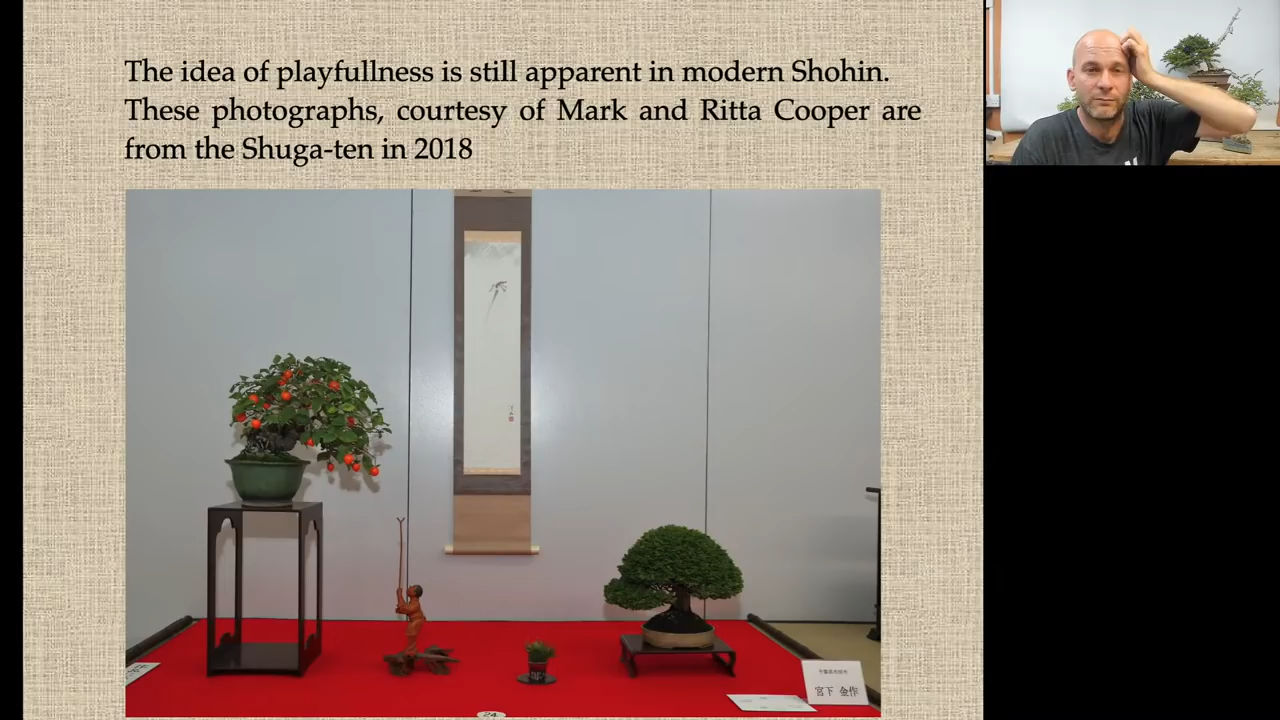 The idea of playfullness is still apparent in modern Shohin.
These photographs, courtesy of Mark and Ritta Cooper are
from the Shuga-ten in 2018
宮下 金作
24